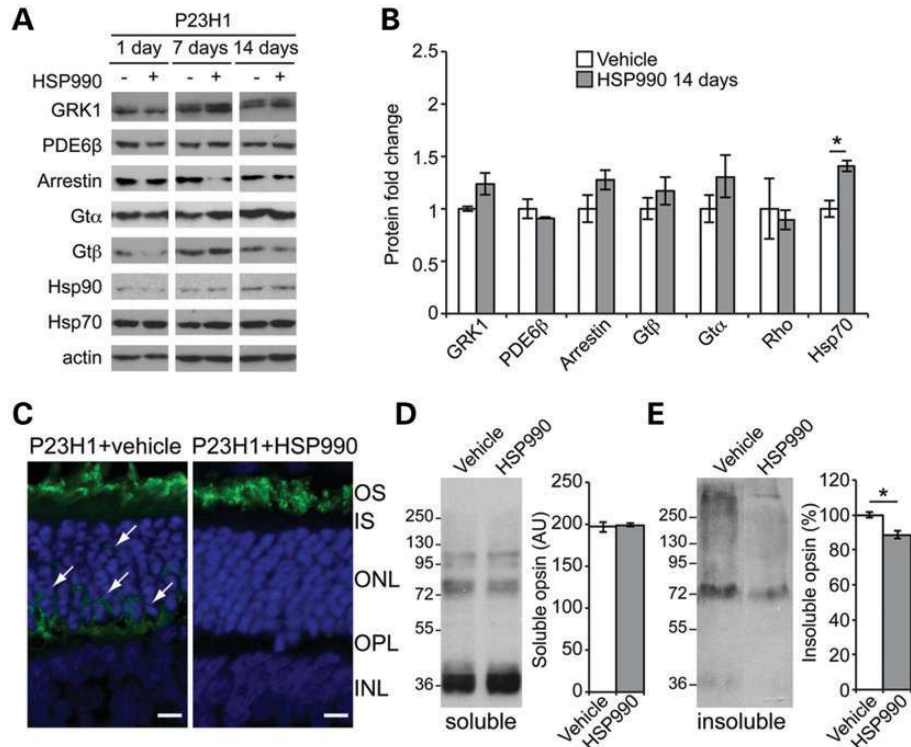 A
P23H1
1 day 7 days 14 days
HSP990 - + - + - +
GRK1
PDE6β
Arrestin
Gtα
Gtβ
Hsp90
Hsp70
actin
B
2.5
2
1.5
1
0.5
0
Protein fold change
Vehicle
HSP990 14 days
*
GRK1 PDE6β Arrestin Gtβ Gtα Rho Hsp70
C
P23H1+vehicle P23H1+HSP990
OS
IS
ONL
OPL
INL
D
Vehicle HSP990
250
130
95
72
55
36
soluble
Soluble opsin (AU)
250
200
150
100
50
0
Vehicle HSP990
E
Vehicle HSP990
250
130
95
72
55
36
insoluble
Insoluble opsin (%)
120
100
80
60
40
20
0
*
Vehicle HSP990